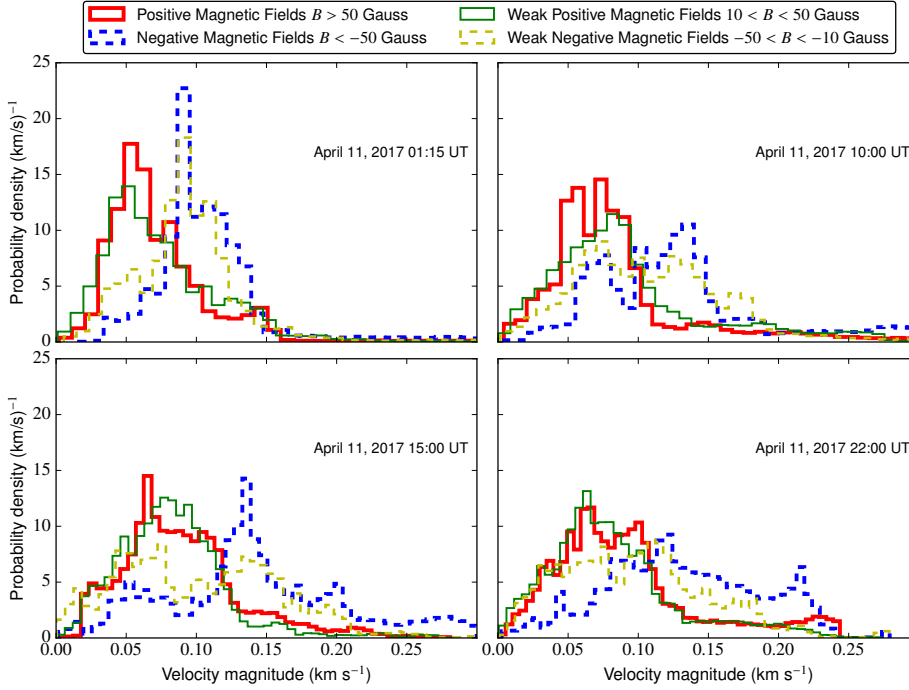 Positive Magnetic Fields B > 50 Gauss
Negative Magnetic Fields B < −50 Gauss
Weak Positive Magnetic Fields 10 < B < 50 Gauss
Weak Negative Magnetic Fields −50 < B < −10 Gauss
25
20
15
10
5
0
Probability density (km/s)⁻¹
April 11, 2017 01:15 UT
April 11, 2017 10:00 UT
25
20
15
10
5
0
Probability density (km/s)⁻¹
April 11, 2017 15:00 UT
April 11, 2017 22:00 UT
0.00 0.05 0.10 0.15 0.20 0.25
0.00 0.05 0.10 0.15 0.20 0.25
Velocity magnitude (km s⁻¹)
Velocity magnitude (km s⁻¹)